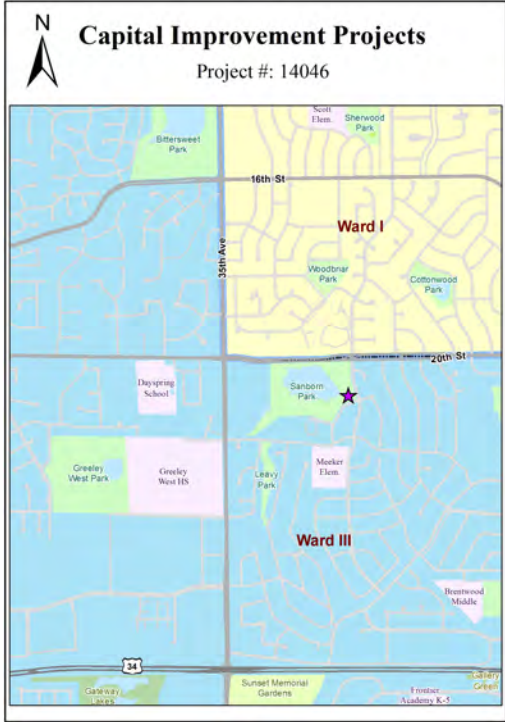 N
Capital Improvement Projects
Project #: 14046
Scott
Elem.
Sherwood
Park
Bittersweet
Park
16th St
Ward I
35th Ave
Woodbriar
Park
Cottonwood
Park
20th St
Dayspring
School
Sanborn
Park
Greeley
West Park
Greeley
West HS
Leavy
Park
Meeker
Elem.
Ward III
Brentwood
Middle
34
Gateway
Lakes
Sunset Memorial
Gardens
Frontier
Academy K-5
Gallery
Green